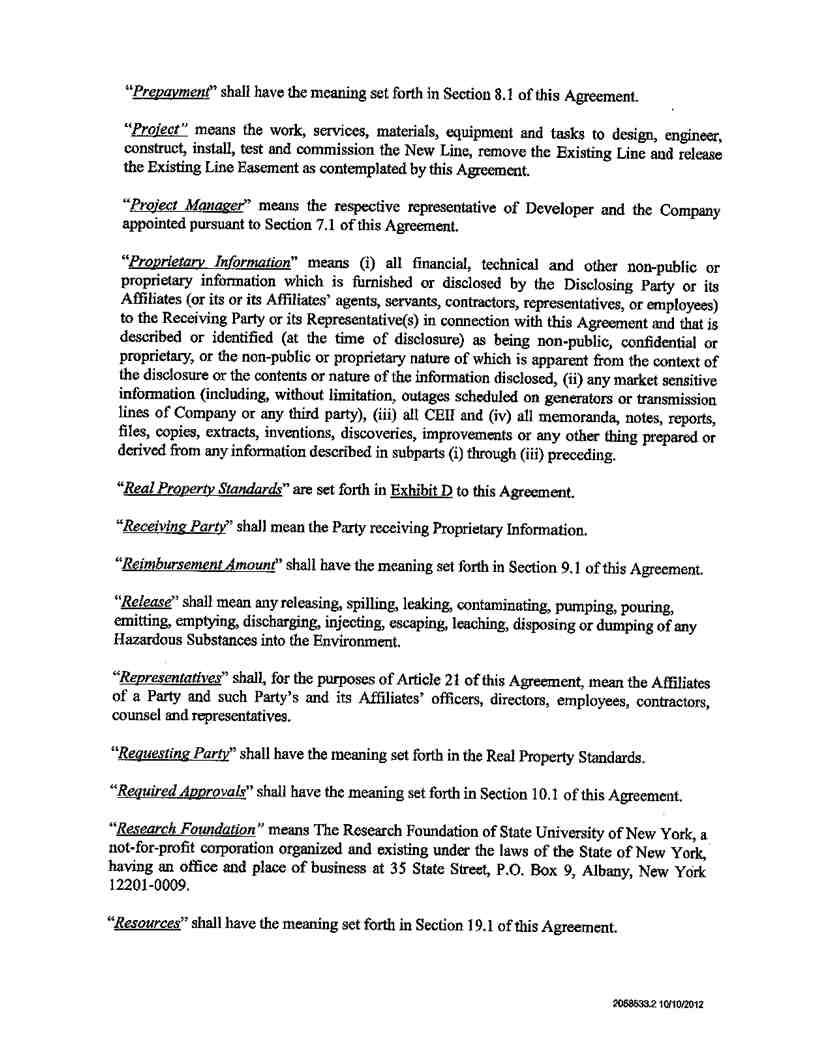 “Prepayment” shall have the meaning set forth in Section 8.1 of this Agreement.
“Project” means the work, services, materials, equipment and tasks to design, engineer,
construct, install, test and commission the New Line, remove the Existing Line and release
the Existing Line Easement as contemplated by this Agreement.
“Project Manager” means the respective representative of Developer and the Company
appointed pursuant to Section 7.1 of this Agreement.
“Proprietary Information” means (i) all financial, technical and other non-public or
proprietary information which is furnished or disclosed by the Disclosing Party or its
Affiliates (or its or its Affiliates’ agents, servants, contractors, representatives, or employees)
to the Receiving Party or its Representative(s) in connection with this Agreement and that is
described or identified (at the time of disclosure) as being non-public, confidential or
proprietary, or the non-public or proprietary nature of which is apparent from the context of
the disclosure or the contents or nature of the information disclosed, (ii) any market sensitive
information (including, without limitation, outages scheduled on generators or transmission
lines of Company or any third party), (iii) all CEII and (iv) all memoranda, notes, reports,
files, copies, extracts, inventions, discoveries, improvements or any other thing prepared or
derived from any information described in subparts (i) through (iii) preceding.
“Real Property Standards” are set forth in Exhibit D to this Agreement.
“Receiving Party” shall mean the Party receiving Proprietary Information.
“Reimbursement Amount” shall have the meaning set forth in Section 9.1 of this Agreement.
“Release” shall mean any releasing, spilling, leaking, contaminating, pumping, pouring,
emitting, emptying, discharging, injecting, escaping, leaching, disposing or dumping of any
Hazardous Substances into the Environment.
“Representatives” shall, for the purposes of Article 21 of this Agreement, mean the Affiliates
of a Party and such Party’s and its Affiliates’ officers, directors, employees, contractors,
counsel and representatives.
“Requesting Party” shall have the meaning set forth in the Real Property Standards.
“Required Approvals” shall have the meaning set forth in Section 10.1 of this Agreement.
“Research Foundation” means The Research Foundation of State University of New York, a
not-for-profit corporation organized and existing under the laws of the State of New York,
having an office and place of business at 35 State Street, P.O. Box 9, Albany, New York
12201-0009.
“Resources” shall have the meaning set forth in Section 19.1 of this Agreement.
2058533.2 10/10/2012